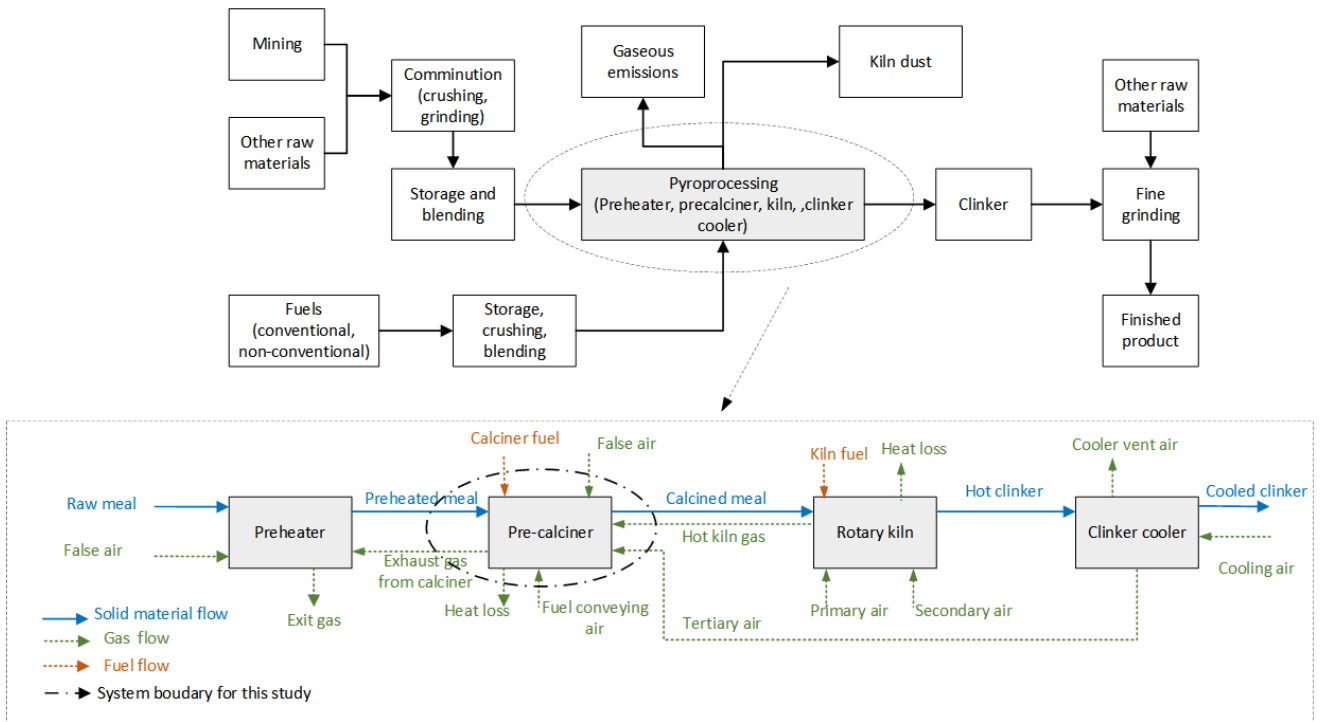 Mining
Other raw
materials
Comminution
(crushing,
grinding)
Storage and
blending
Gaseous
emissions
Kiln dust
Pyroprocessing
(Preheater, precalciner, kiln, ,clinker
cooler)
Clinker
Other raw
materials
Fine
grinding
Finished
product
Fuels
(conventional,
non-conventional)
Storage,
crushing,
blending
Raw meal
False air
Preheater
Exit gas
Preheated meal
Exhaust gas
from calciner
Calciner fuel
False air
Pre-calciner
Heat loss
Fuel conveying
air
Calcined meal
Hot kiln gas
Tertiary air
Kiln fuel
Heat loss
Rotary kiln
Primary air
Secondary air
Hot clinker
Cooler vent air
Clinker cooler
Cooled clinker
Cooling air
Solid material flow
Gas flow
Fuel flow
System boudary for this study